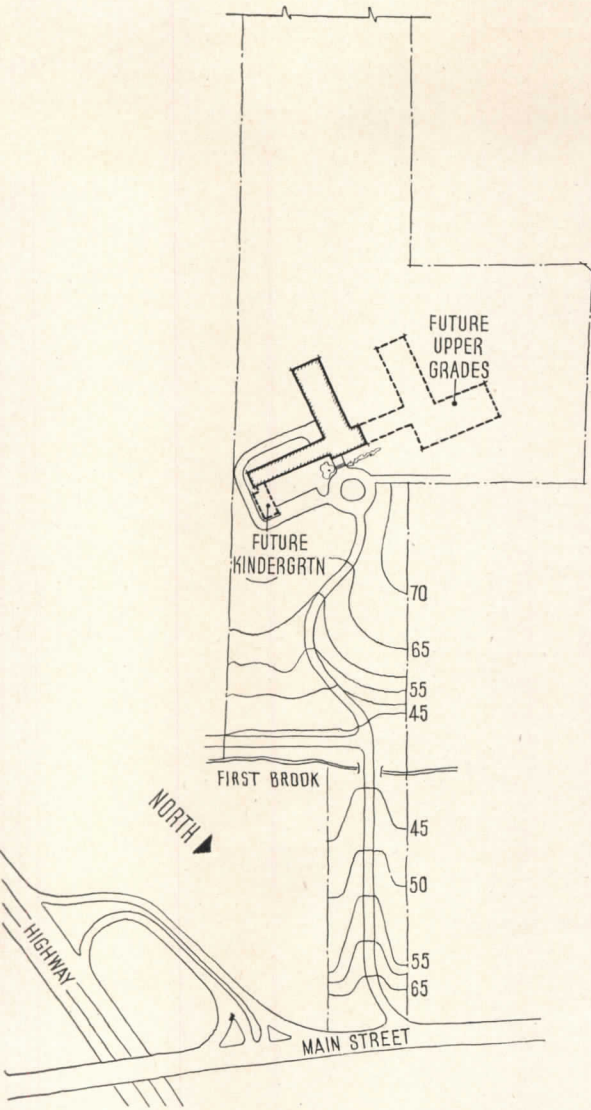 FUTURE
UPPER
GRADES
FUTURE
KINDERGRTN
70
65
55
45
FIRST BROOK
NORTH
45
50
55
65
HIGHWAY
MAIN STREET